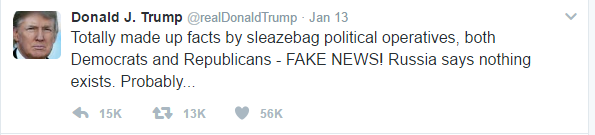 Donald J. Trump @realDonaldTrump · Jan 13
Totally made up facts by sleazebag political operatives, both
Democrats and Republicans - FAKE NEWS! Russia says nothing
exists. Probably...
15K 13K 56K